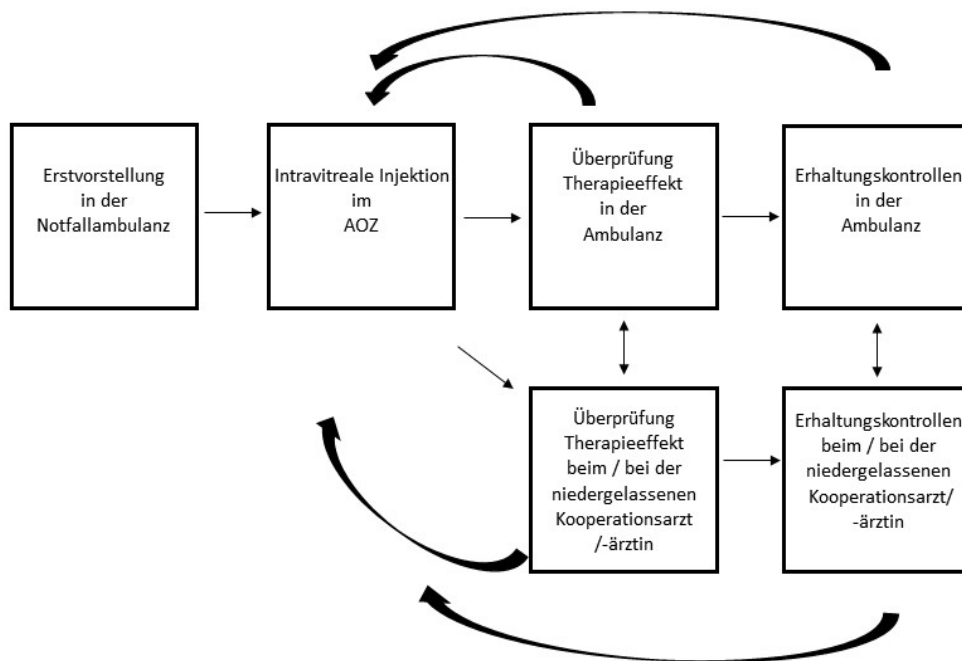 Erstvorstellung
in der
Notfallambulanz
Intravitreale Injektion
im
AOZ
Überprüfung
Therapieeffekt
in der
Ambulanz
Erhaltungskontrollen
in der
Ambulanz
Überprüfung
Therapieeffekt
beim / bei der
niedergelassenen
Kooperationsarzt
/-ärztin
Erhaltungskontrollen
beim / bei der
niedergelassenen
Kooperationsarzt/
-ärztin